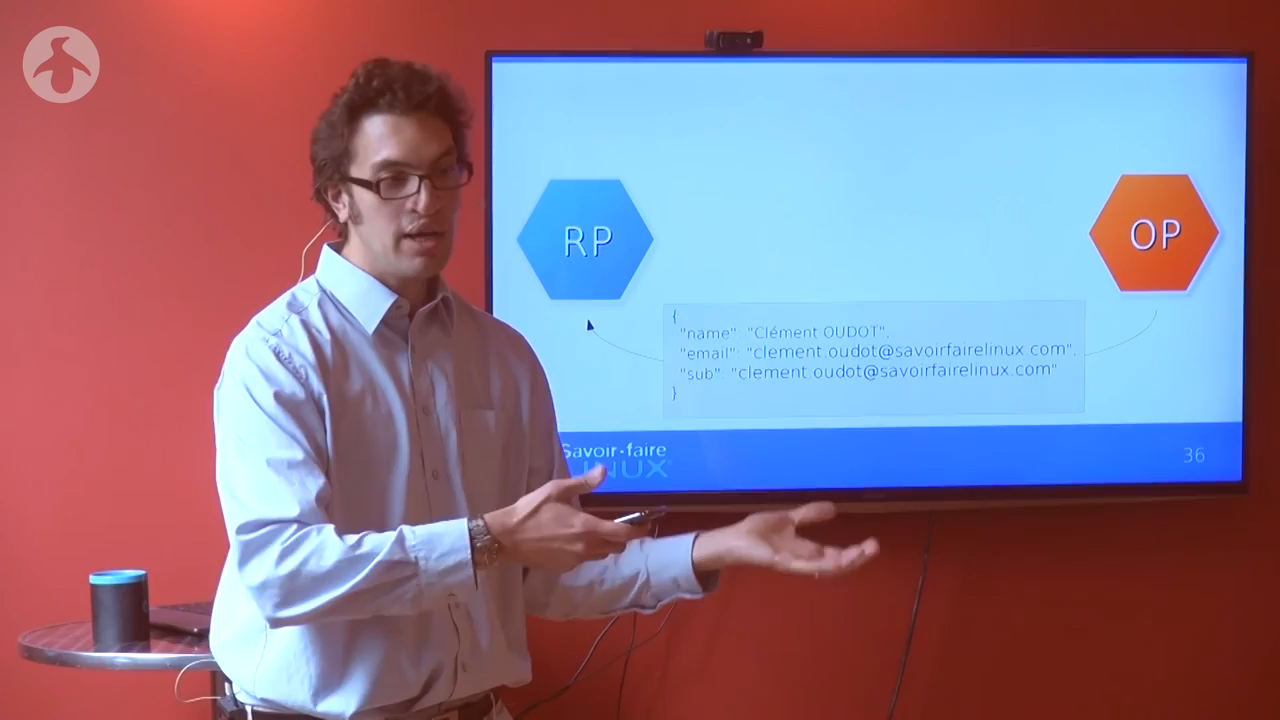 RP
OP
{
"name": "Clément OUDOT",
"email": "clement.oudot@savoirfairelinux.com",
"sub": "clement.oudot@savoirfairelinux.com"
}
Savoir-faire
LINUX
36